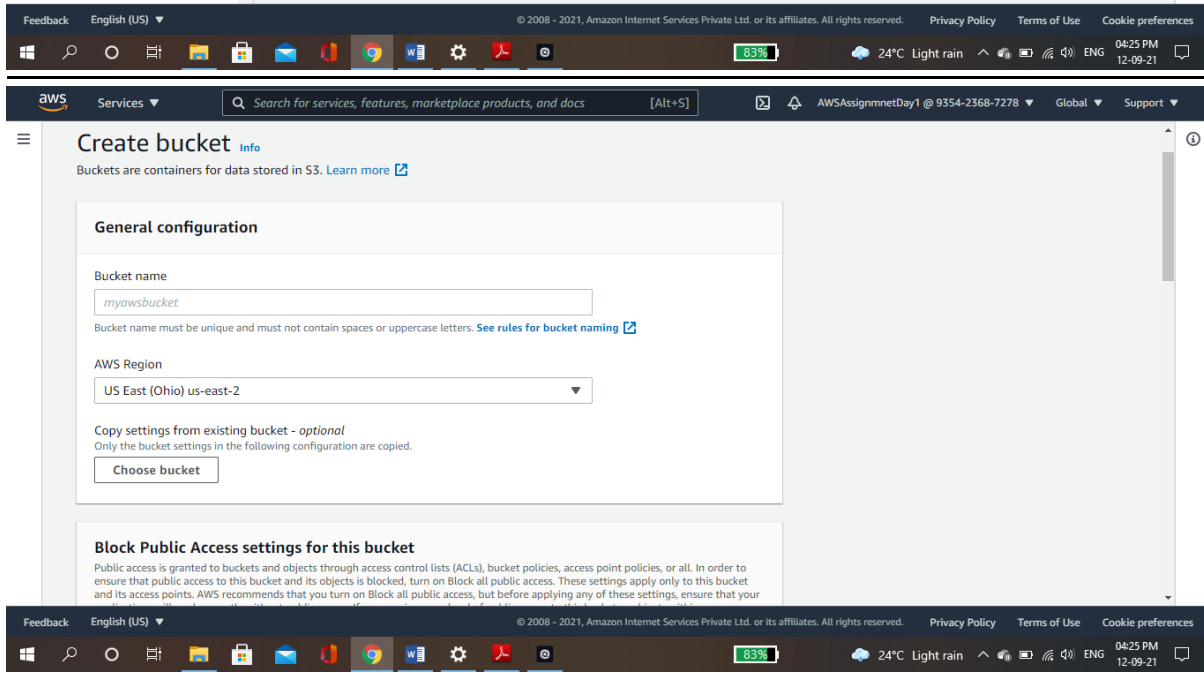 Feedback English (US) ▼ © 2008 - 2021, Amazon Internet Services Private Ltd. or its affiliates. All rights reserved. Privacy Policy Terms of Use Cookie preferences
83% 24°C Light rain ENG 04:25 PM
12-09-21
aws Services ▼ Search for services, features, marketplace products, and docs [Alt+S] AWSAssignmnetDay1 @ 9354-2368-7278 ▼ Global ▼ Support ▼
Create bucket Info
Buckets are containers for data stored in S3. Learn more
General configuration
Bucket name
myawsbucket
Bucket name must be unique and must not contain spaces or uppercase letters. See rules for bucket naming
AWS Region
US East (Ohio) us-east-2
Copy settings from existing bucket - optional
Only the bucket settings in the following configuration are copied.
Choose bucket
Block Public Access settings for this bucket
Public access is granted to buckets and objects through access control lists (ACLs), bucket policies, access point policies, or all. In order to
ensure that public access to this bucket and its objects is blocked, turn on Block all public access. These settings apply only to this bucket
and its access points. AWS recommends that you turn on Block all public access, but before applying any of these settings, ensure that your
Feedback English (US) ▼ © 2008 - 2021, Amazon Internet Services Private Ltd. or its affiliates. All rights reserved. Privacy Policy Terms of Use Cookie preferences
83% 24°C Light rain ENG 04:25 PM
12-09-21